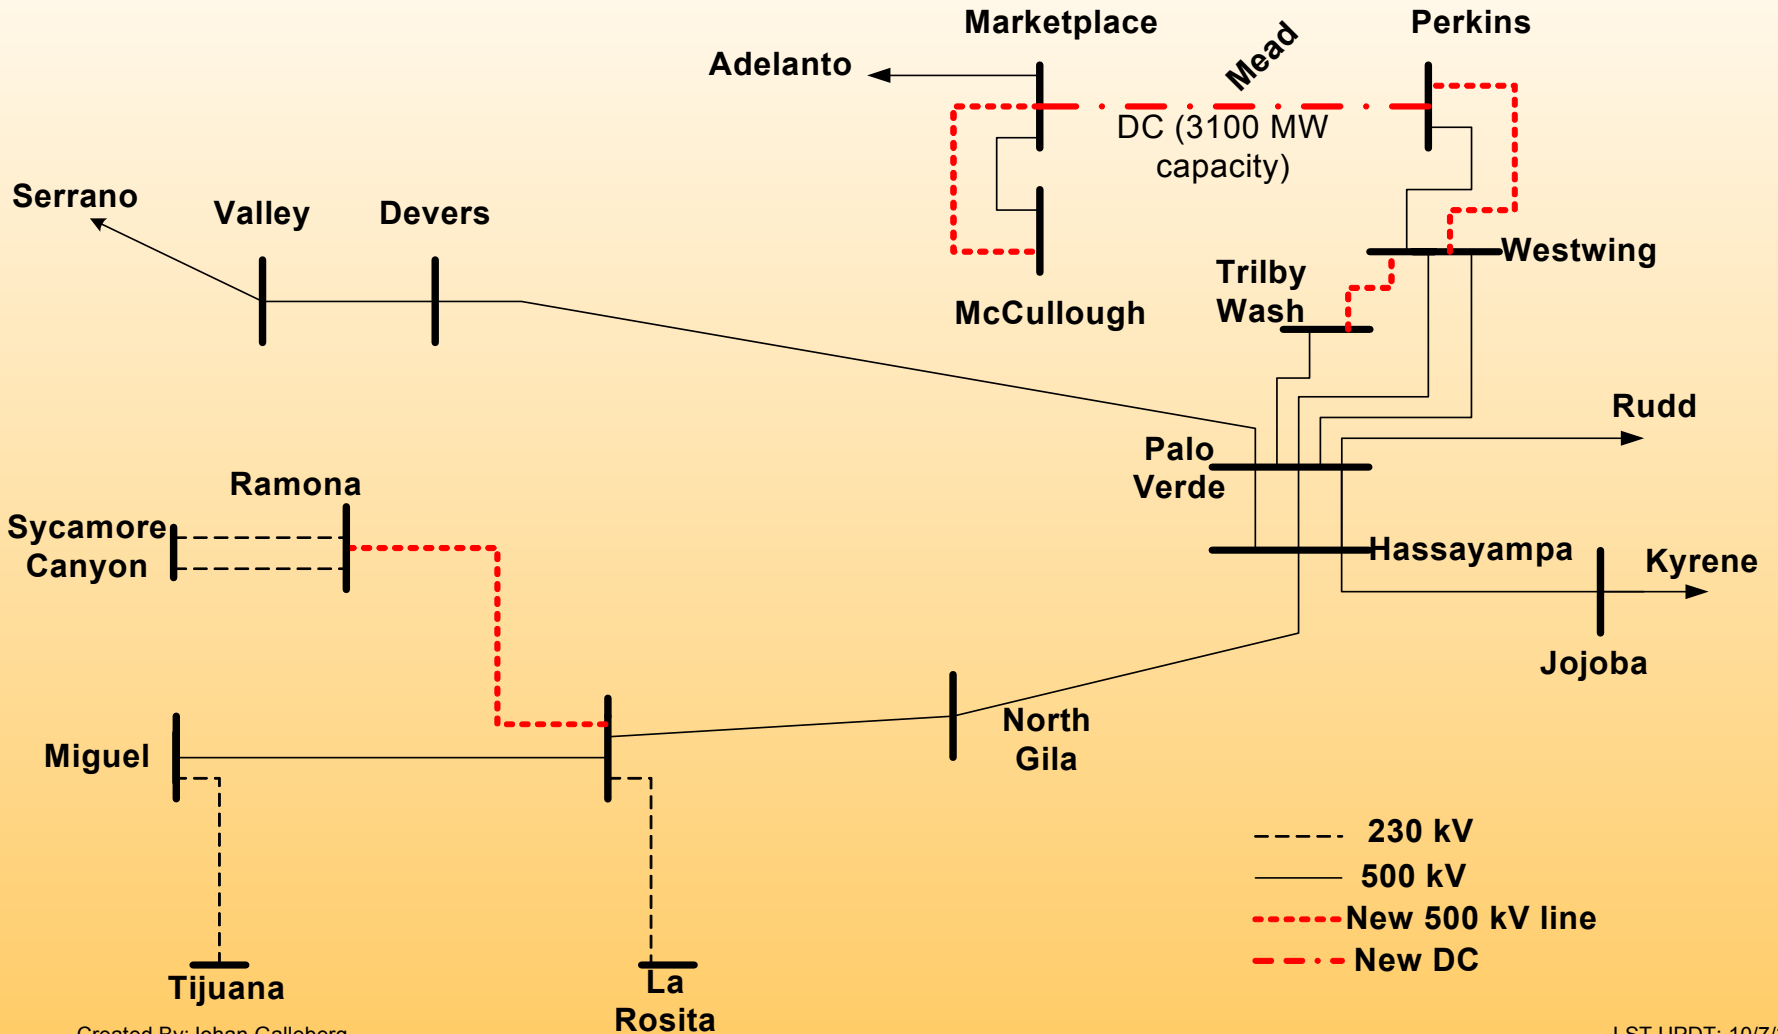 Marketplace
Perkins
Adelanto
Mead
DC (3100 MW
capacity)
Serrano
Valley
Devers
Westwing
Trilby
Wash
McCullough
Rudd
Palo
Verde
Ramona
Sycamore
Canyon
Hassayampa
Kyrene
Jojoba
North
Gila
Miguel
230 kV
500 kV
New 500 kV line
New DC
Tijuana
La
Rosita